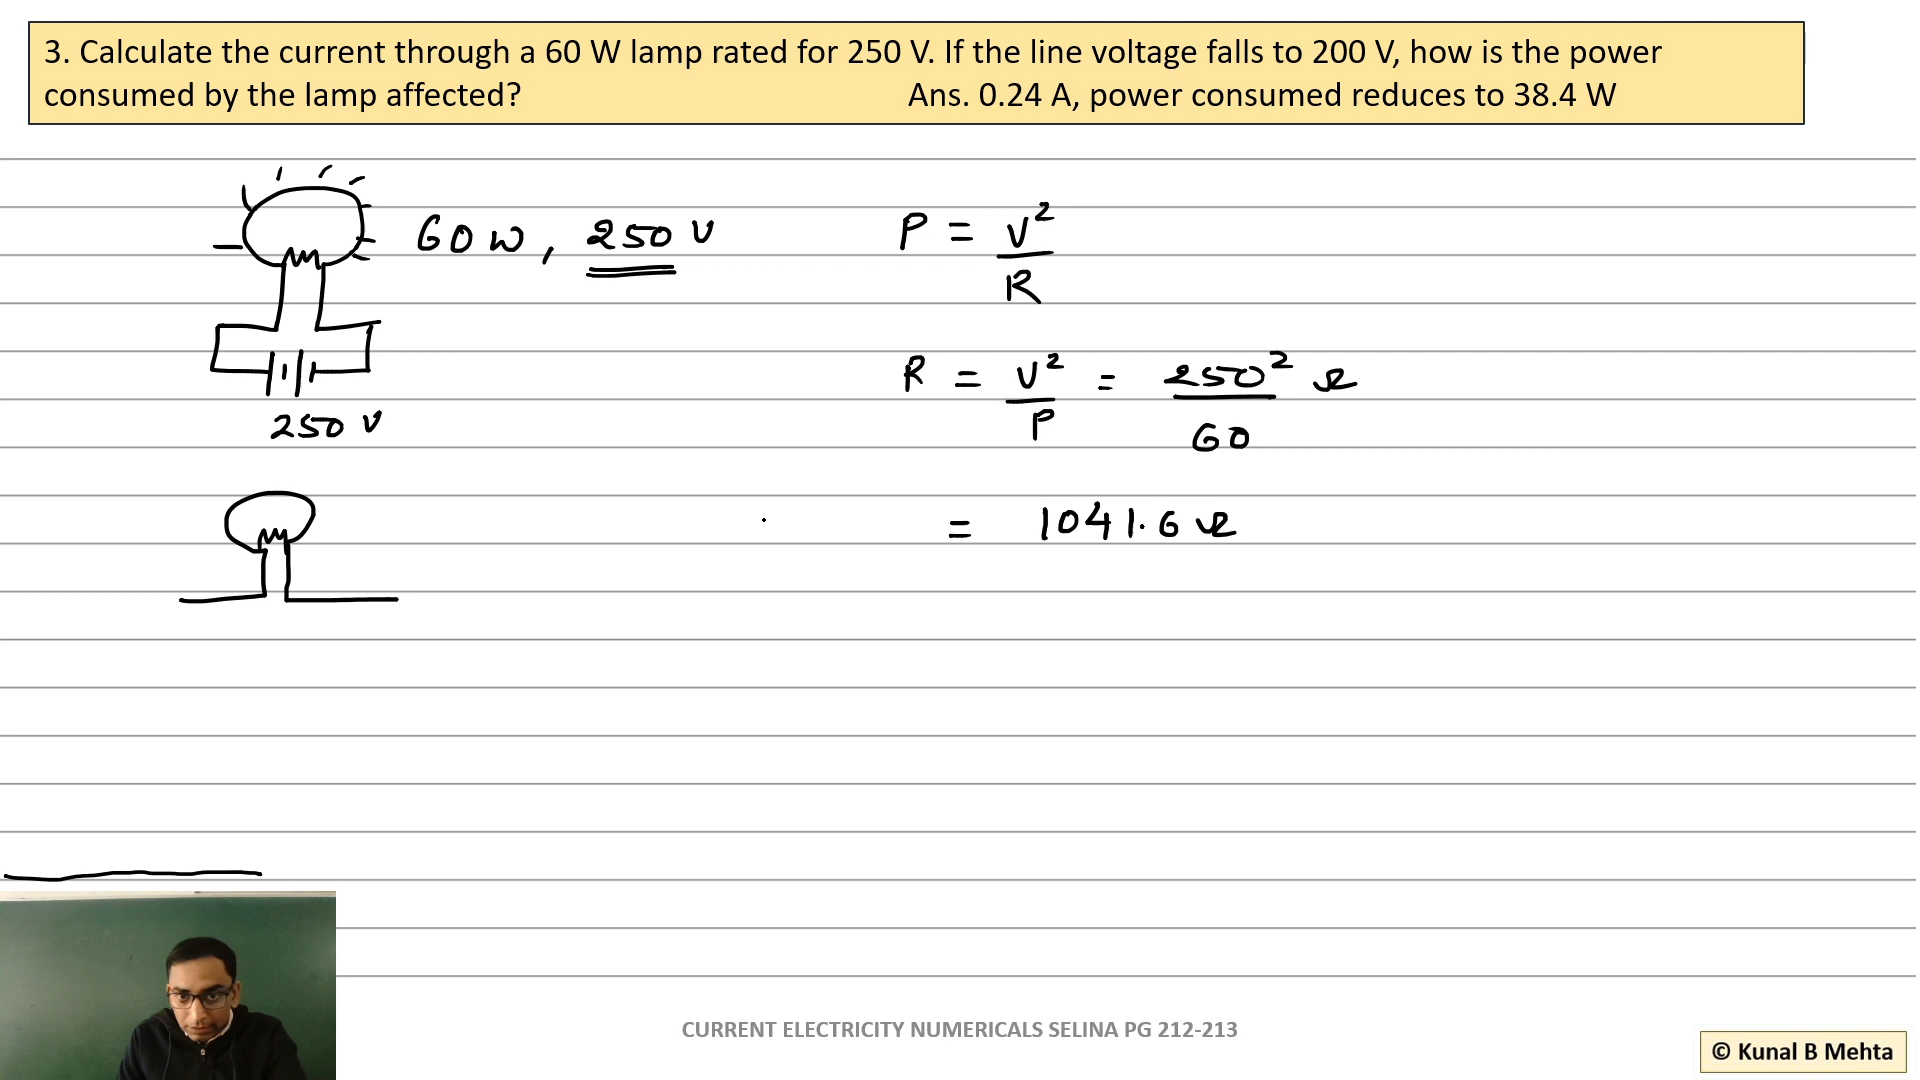 3. Calculate the current through a 60 W lamp rated for 250 V. If the line voltage falls to 200 V, how is the power
consumed by the lamp affected? Ans. 0.24 A, power consumed reduces to 38.4 W
60 W, 250 V
250 V
P = V²/R
R = V²/P = 250²/60 Ω
= 1041.6 Ω
CURRENT ELECTRICITY NUMERICALS SELINA PG 212-213
© Kunal B Mehta